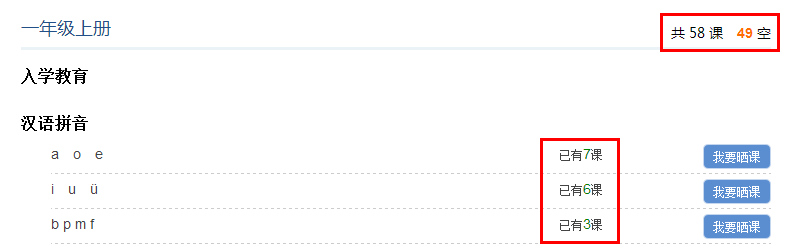 一年级上册 共 58 课 49 空
入学教育
汉语拼音
a o e 已有7课 我要晒课
i u ü 已有6课 我要晒课
b p m f 已有3课 我要晒课